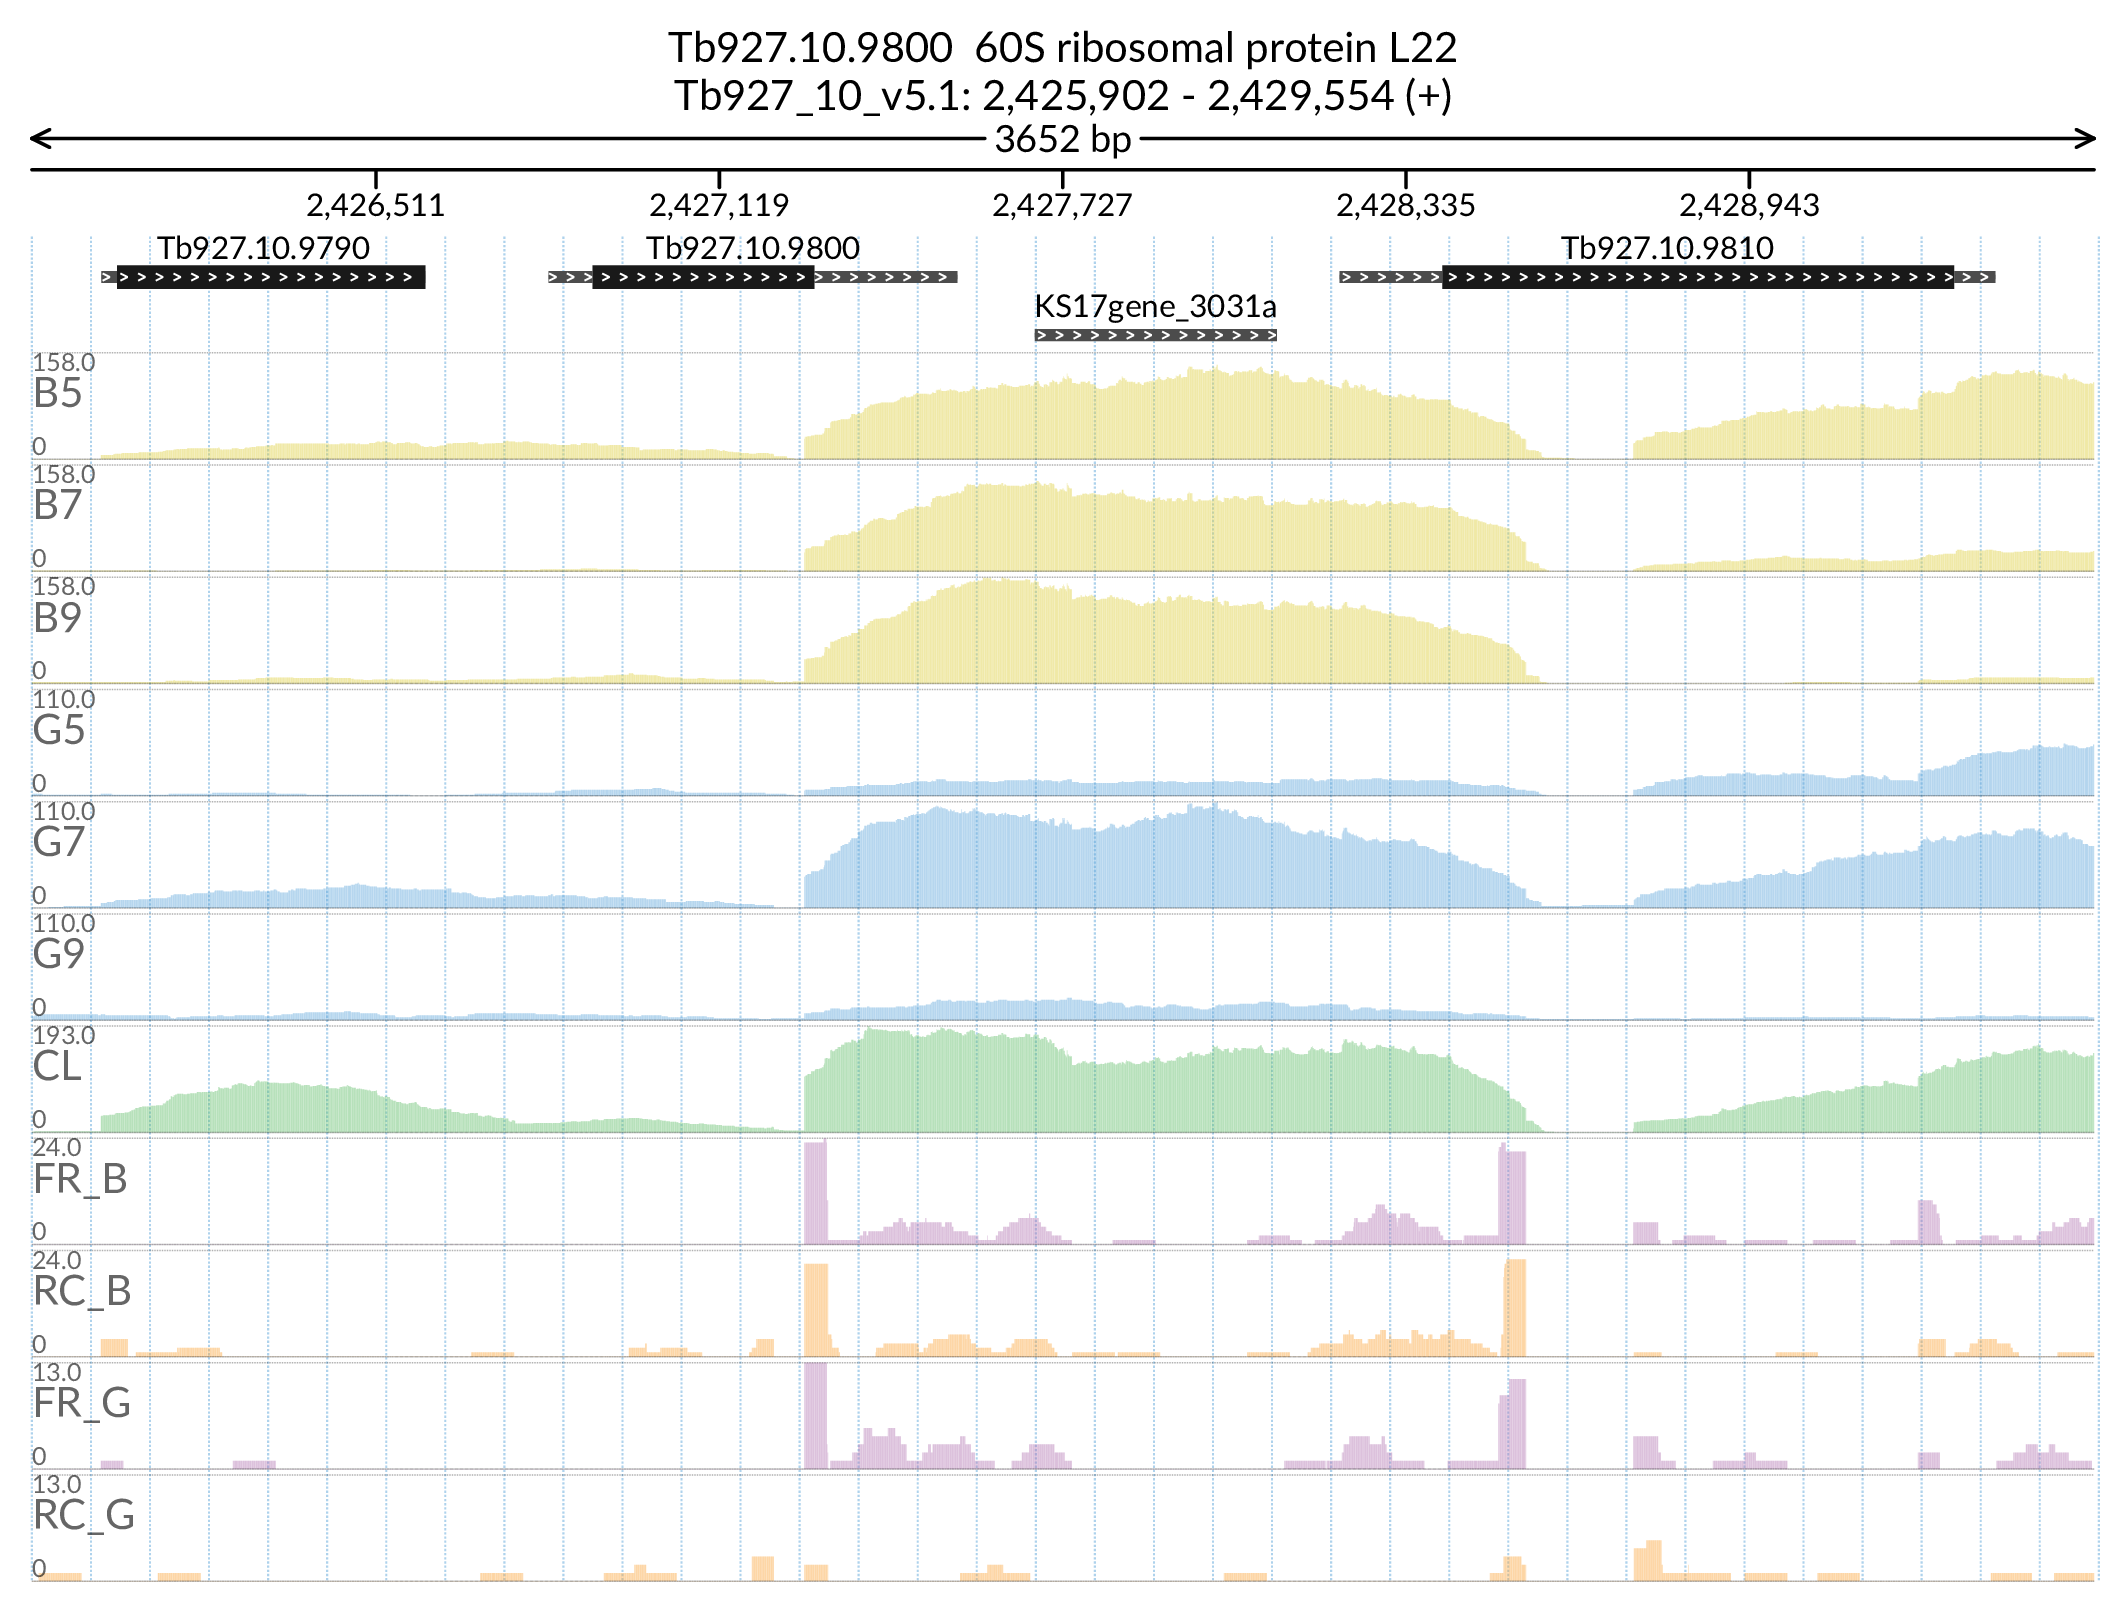 Tb927.10.9800  60S ribosomal protein L22
Tb927_10_v5.1: 2,425,902 - 2,429,554 (+)
3652 bp
2,426,511 2,427,119 2,427,727 2,428,335 2,428,943
Tb927.10.9790 Tb927.10.9800 Tb927.10.9810
KS17gene_3031a
158.0
B5
0
158.0
B7
0
158.0
B9
0
110.0
G5
0
110.0
G7
0
110.0
G9
0
193.0
CL
0
24.0
FR_B
0
24.0
RC_B
0
13.0
FR_G
0
13.0
RC_G
0